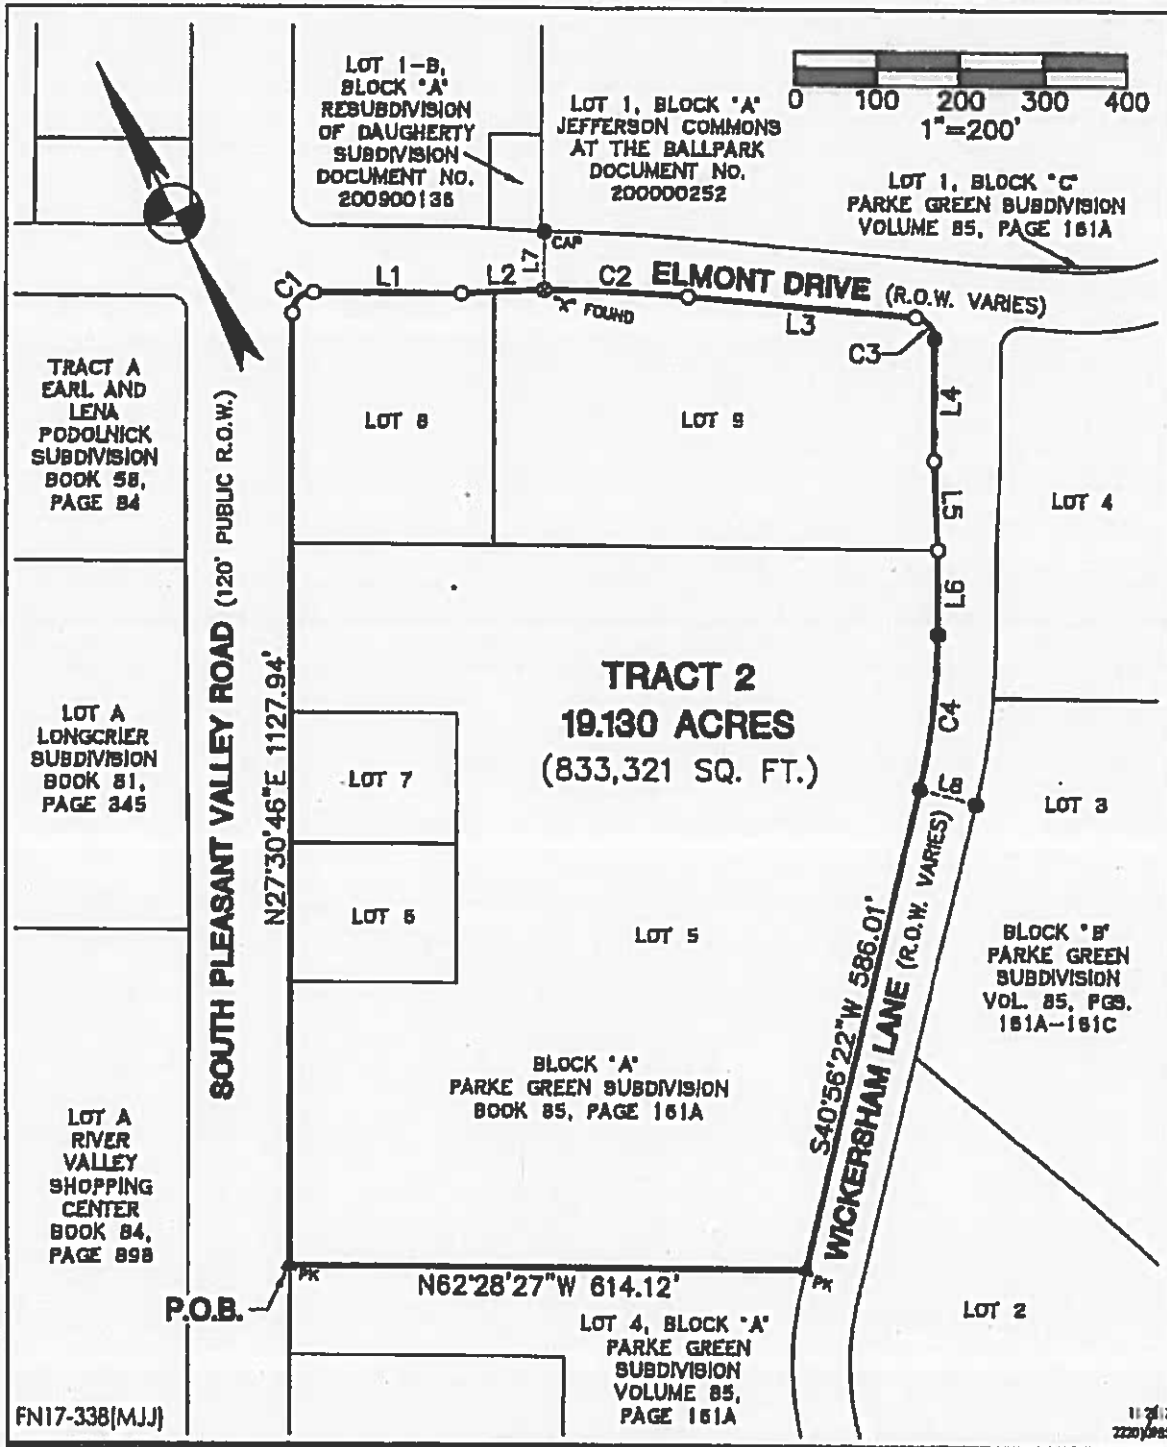 LOT 1-B,
BLOCK "A"
RESUBDIVISION
OF DAUGHERTY
SUBDIVISION
DOCUMENT NO.
200900136
LOT 1, BLOCK "A"
JEFFERSON COMMONS
AT THE BALLPARK
DOCUMENT NO.
200000252
0 100 200 300 400
1"=200'
LOT 1, BLOCK "C"
PARKE GREEN SUBDIVISION
VOLUME 85, PAGE 161A
CAP
L7
C1
L1
L2
C2
ELMONT DRIVE (R.O.W. VARIES)
"X" FOUND
L3
C3
TRACT A
EARL AND
LENA
PODOLNICK
SUBDIVISION
BOOK 58,
PAGE 84
LOT 8
LOT 9
L4
L5
LOT 4
L6
SOUTH PLEASANT VALLEY ROAD (120' PUBLIC R.O.W.)
N27°30'46"E 1127.94'
TRACT 2
19.130 ACRES
(833,321 SQ. FT.)
C4
LOT A
LONGCRIER
SUBDIVISION
BOOK 81,
PAGE 345
LOT 7
L8
LOT 3
LOT 6
LOT 5
S40°56'22"W 586.01'
WICKERSHAM LANE (R.O.W. VARIES)
BLOCK "B"
PARKE GREEN
SUBDIVISION
VOL. 85, PGS.
161A-161C
BLOCK "A"
PARKE GREEN SUBDIVISION
BOOK 85, PAGE 161A
LOT A
RIVER
VALLEY
SHOPPING
CENTER
BOOK 84,
PAGE 898
PK
N62°28'27"W 614.12'
PK
P.O.B.
LOT 2
LOT 4, BLOCK "A"
PARKE GREEN
SUBDIVISION
VOLUME 85,
PAGE 161A
FN17-338(MJJ)